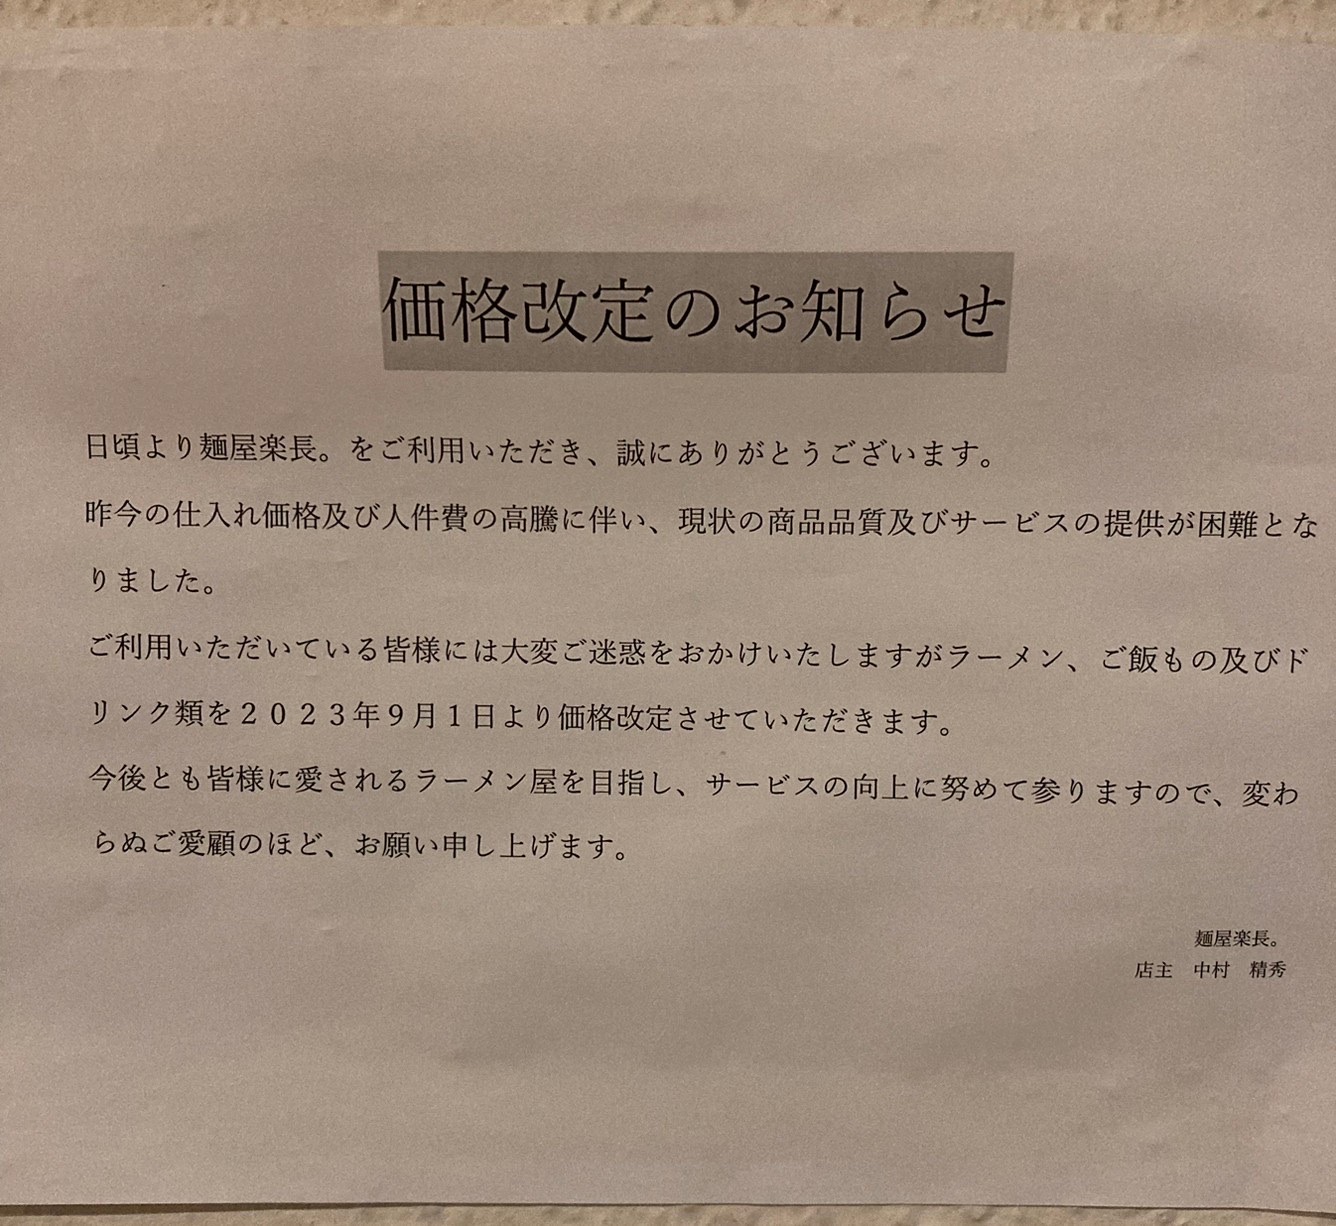 価格改定のお知らせ
日頃より麺屋楽長。をご利用いただき、誠にありがとうございます。
昨今の仕入れ価格及び人件費の高騰に伴い、現状の商品品質及びサービスの提供が困難とな
りました。
ご利用いただいている皆様には大変ご迷惑をおかけいたしますがラーメン、ご飯もの及びド
リンク類を２０２３年９月１日より価格改定させていただきます。
今後とも皆様に愛されるラーメン屋を目指し、サービスの向上に努めて参りますので、変わ
らぬご愛顧のほど、お願い申し上げます。
麺屋楽長。
店主　中村　精秀